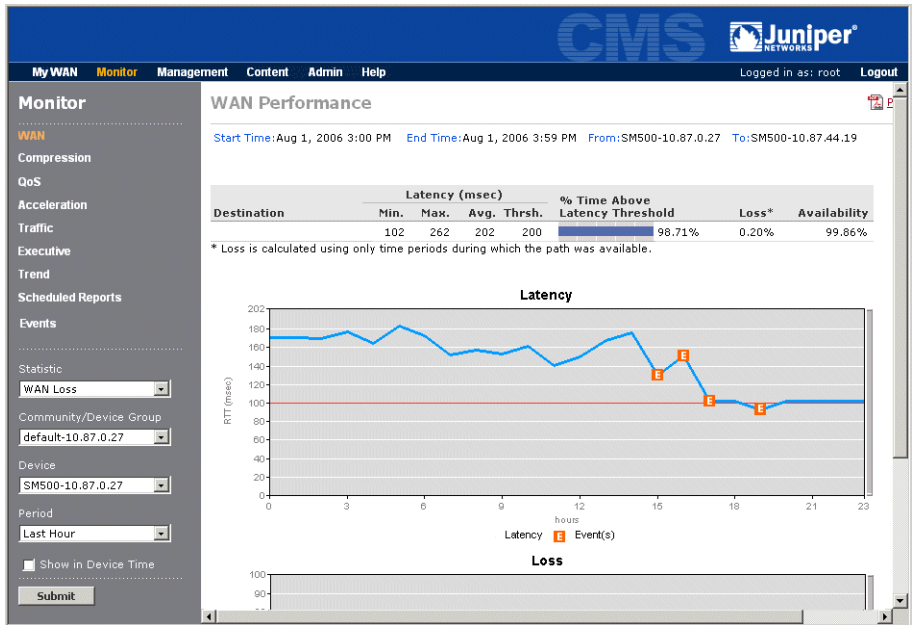 CMS
Juniper
NETWORKS
My WAN Monitor Management Content Admin Help Logged in as: root Logout
Monitor
WAN
Compression
QoS
Acceleration
Traffic
Executive
Trend
Scheduled Reports
Events
Statistic
WAN Loss
Community/Device Group
default-10.87.0.27
Device
SM500-10.87.0.27
Period
Last Hour
Show in Device Time
Submit
WAN Performance
Start Time:Aug 1, 2006 3:00 PM End Time:Aug 1, 2006 3:59 PM From:SM500-10.87.0.27 To:SM500-10.87.44.19
Latency (msec)
% Time Above
Destination Min. Max. Avg. Thrsh. Latency Threshold Loss* Availability
102 262 202 200 98.71% 0.20% 99.86%
* Loss is calculated using only time periods during which the path was available.
Latency
202
180
160
140
120
100
80
60
40
20
0
RTT (msec)
E E E E
0 3 6 9 12 15 18 21 23
hours
Latency E Event(s)
Loss
100
90